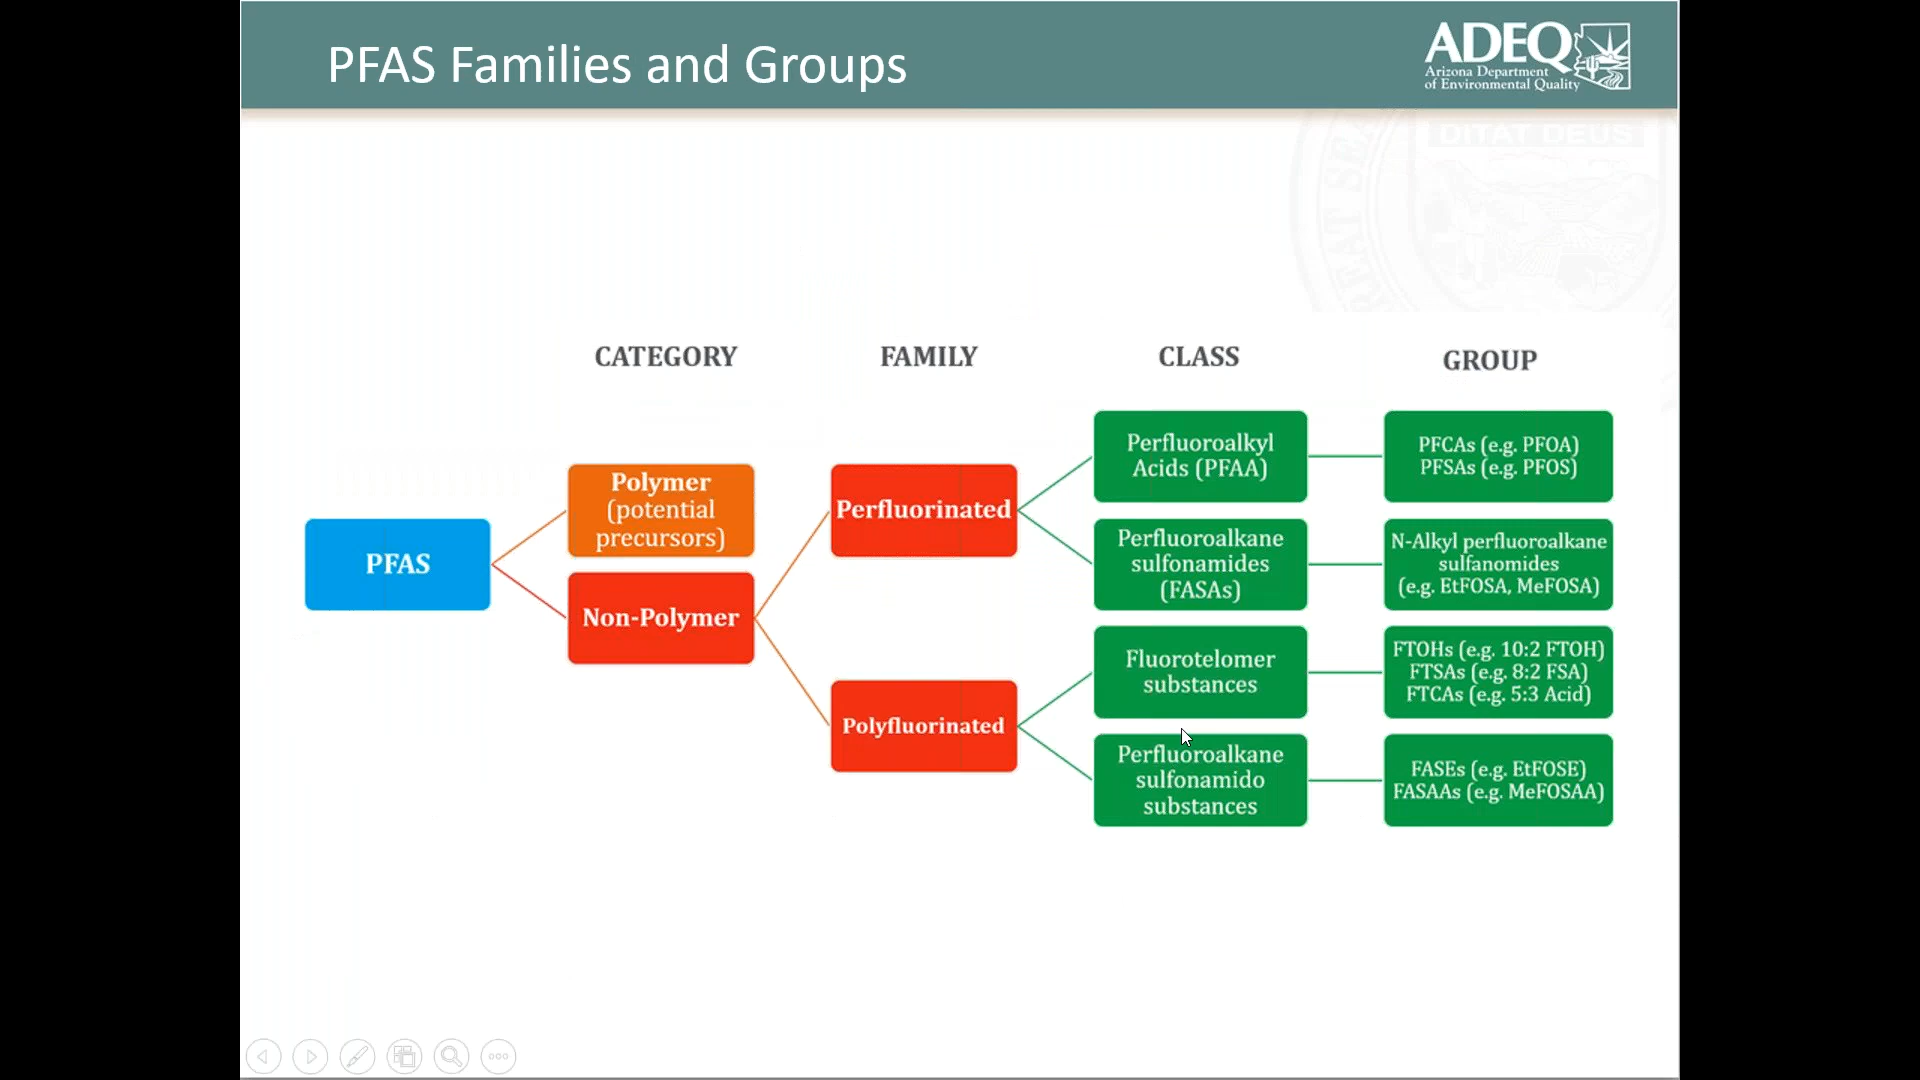 PFAS Families and Groups
ADEQ
Arizona Department
of Environmental Quality
DITAT DEUS
CATEGORY
FAMILY
CLASS
GROUP
PFAS
Polymer
(potential
precursors)
Non-Polymer
Perfluorinated
Polyfluorinated
Perfluoroalkyl
Acids (PFAA)
PFCAs (e.g. PFOA)
PFSAs (e.g. PFOS)
Perfluoroalkane
sulfonamides
(FASAs)
N-Alkyl perfluoroalkane
sulfanomides
(e.g. EtFOSA, MeFOSA)
Fluorotelomer
substances
FTOHs (e.g. 10:2 FTOH)
FTSAs (e.g. 8:2 FSA)
FTCAs (e.g. 5:3 Acid)
Perfluoroalkane
sulfonamido
substances
FASEs (e.g. EtFOSE)
FASAAs (e.g. MeFOSAA)